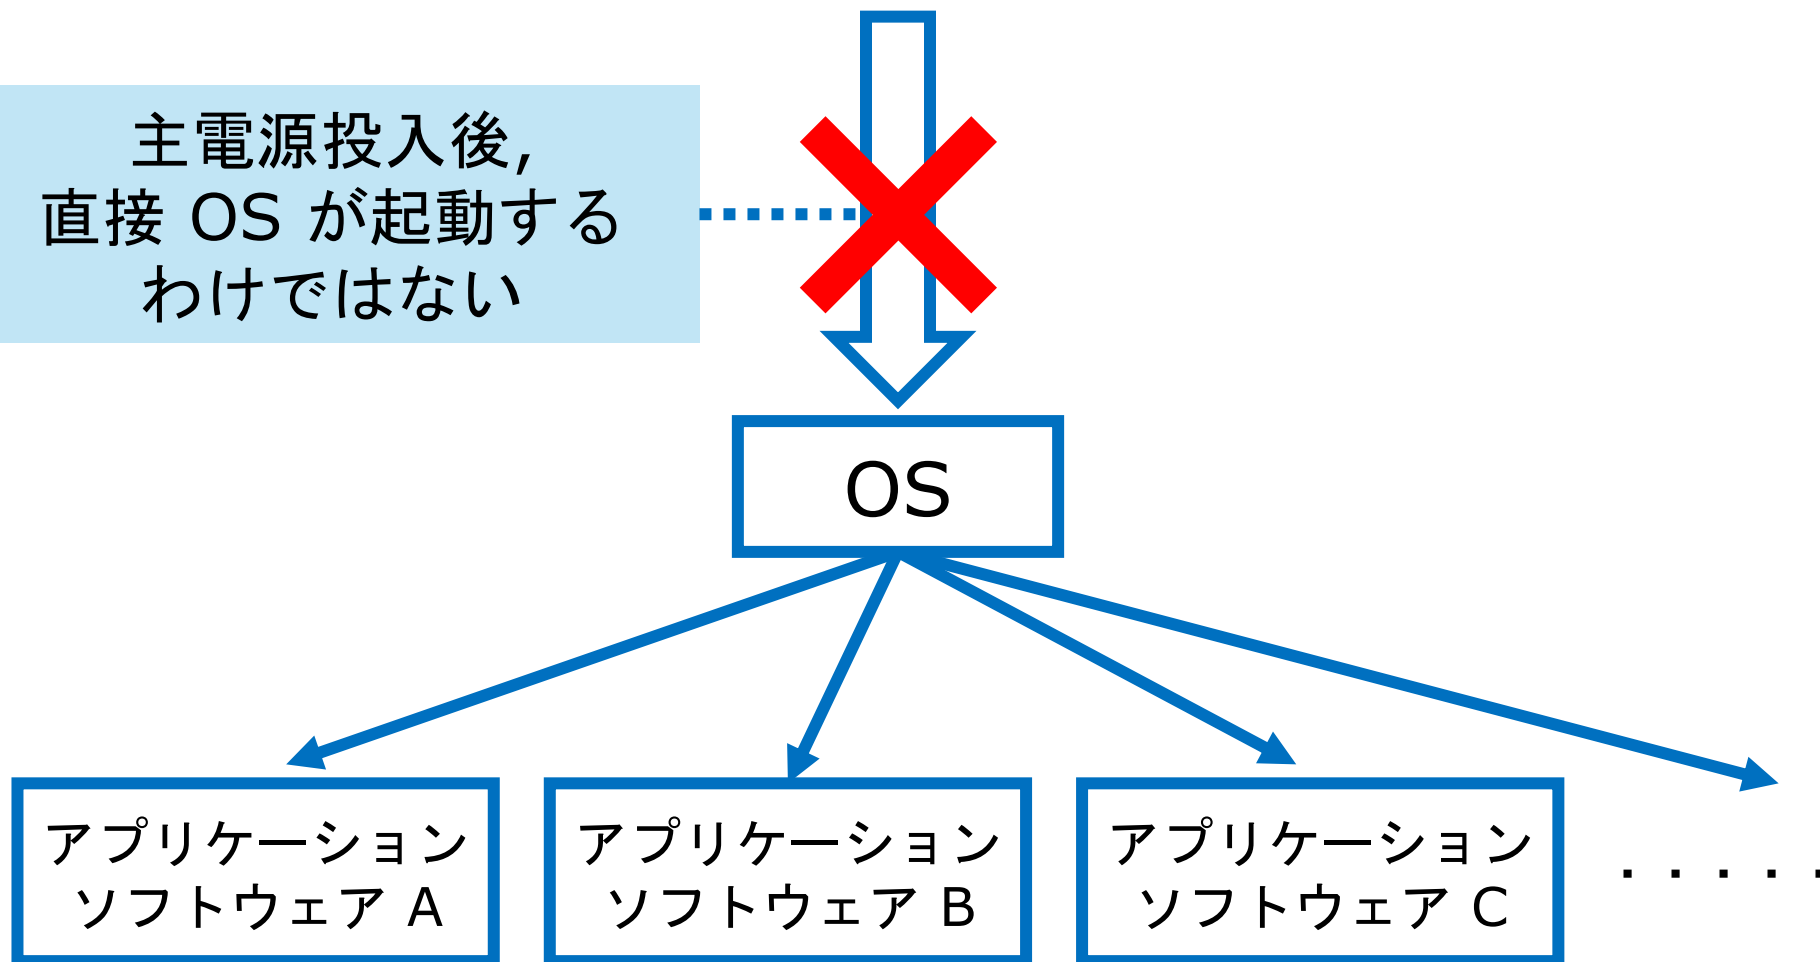 主電源投入後,
直接 OS が起動する
わけではない
OS
アプリケーション
ソフトウェア A
アプリケーション
ソフトウェア B
アプリケーション
ソフトウェア C
・・・・・